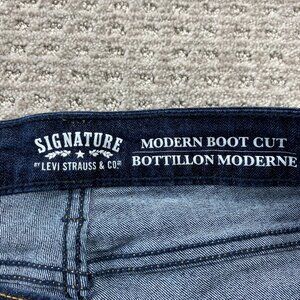 SIGNATURE
BY LEVI STRAUSS & CO.
MODERN BOOT CUT
BOTTILLON MODERNE